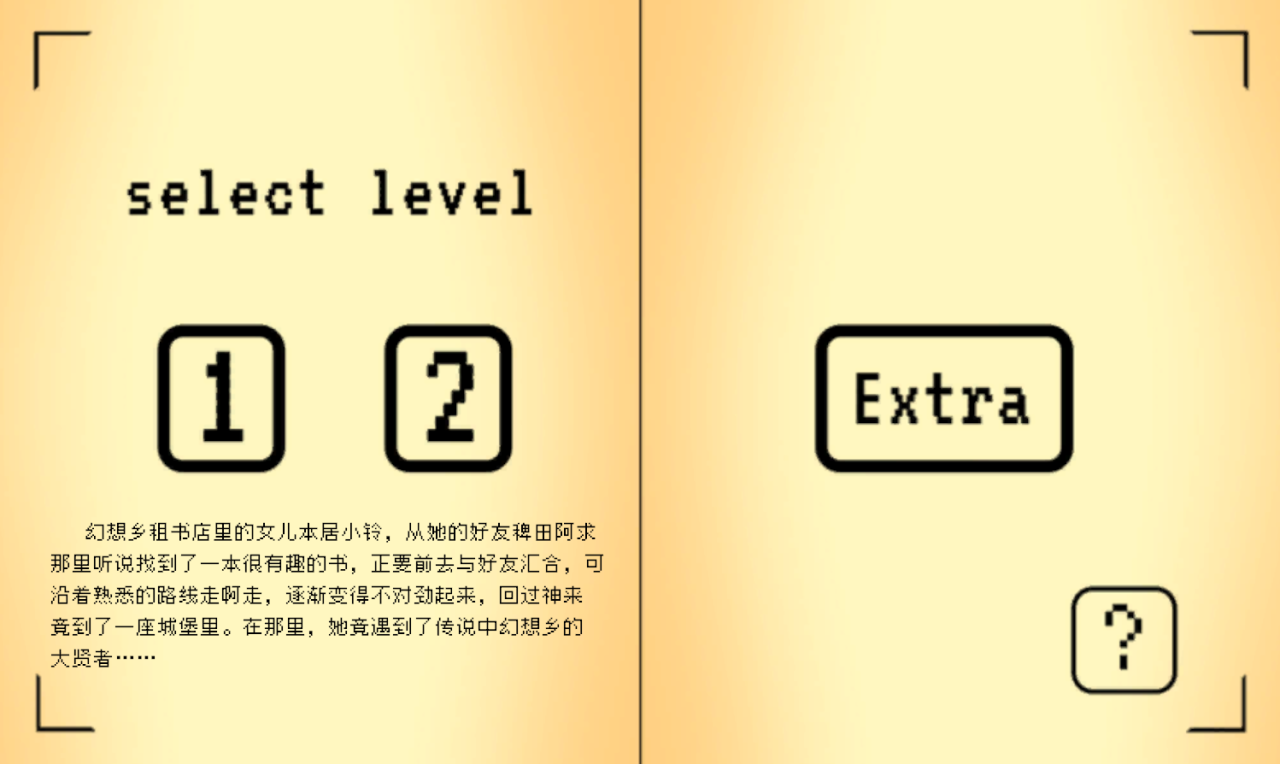 select level
1 2
Extra
幻想乡租书店里的女儿本居小铃，从她的好友稗田阿求
那里听说找到了一本很有趣的书，正要前去与好友汇合，可
沿着熟悉的路线走啊走，逐渐变得不对劲起来，回过神来
竟到了一座城堡里。在那里，她竟遇到了传说中幻想乡的
大贤者……
?